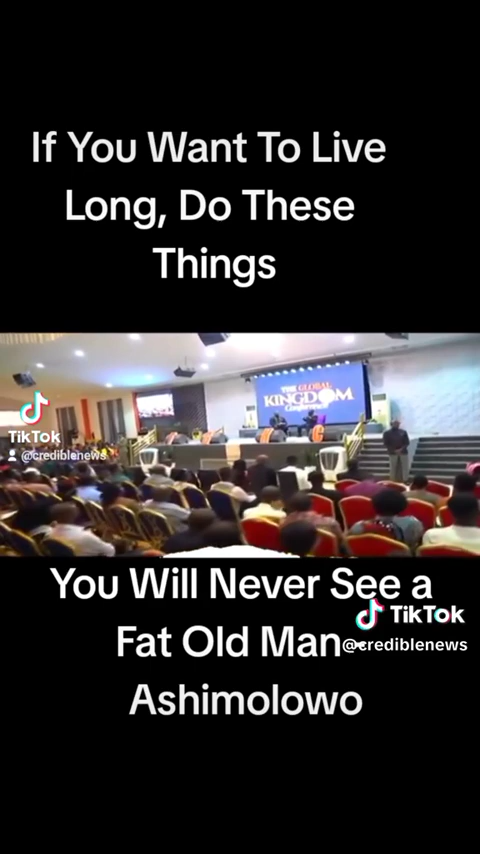 If You Want To Live
Long, Do These
Things
THE GLOBAL
KINGDOM
Conference
TikTok
@crediblenews
You Will Never See a
Fat Old Man -
Ashimolowo
TikTok
@crediblenews